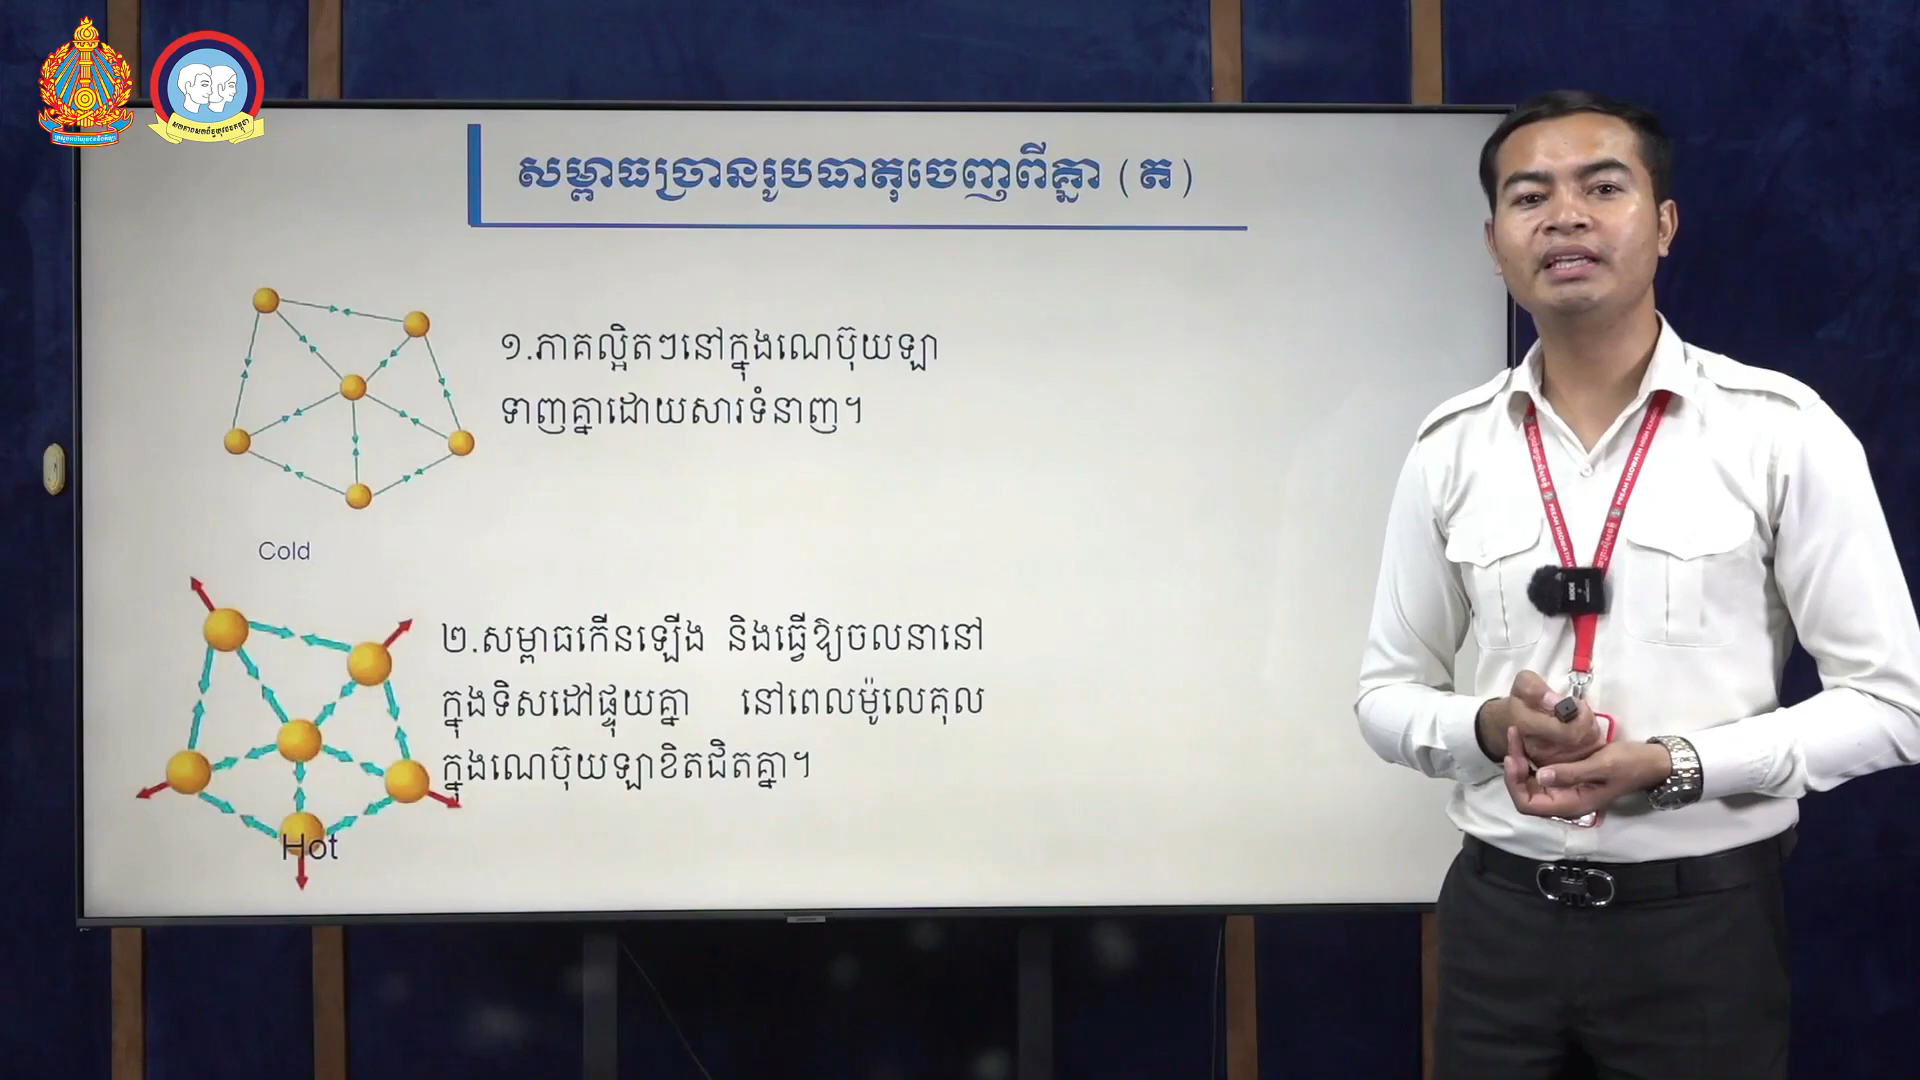 សម្ពាធច្រានរូបធាតុចេញពីគ្នា (ត)
១.ភាគល្អិតៗនៅក្នុងណេប៊ុយឡា
ទាញគ្នាដោយសារទំនាញ។
Cold
២.សម្ពាធកើនឡើង និងធ្វើឱ្យចលនានៅ
ក្នុងទិសដៅផ្ទុយគ្នា នៅពេលម៉ូលេគុល
ក្នុងណេប៊ុយឡាខិតជិតគ្នា។
Hot
PREAH SISOWATH HIGH SCHOOL